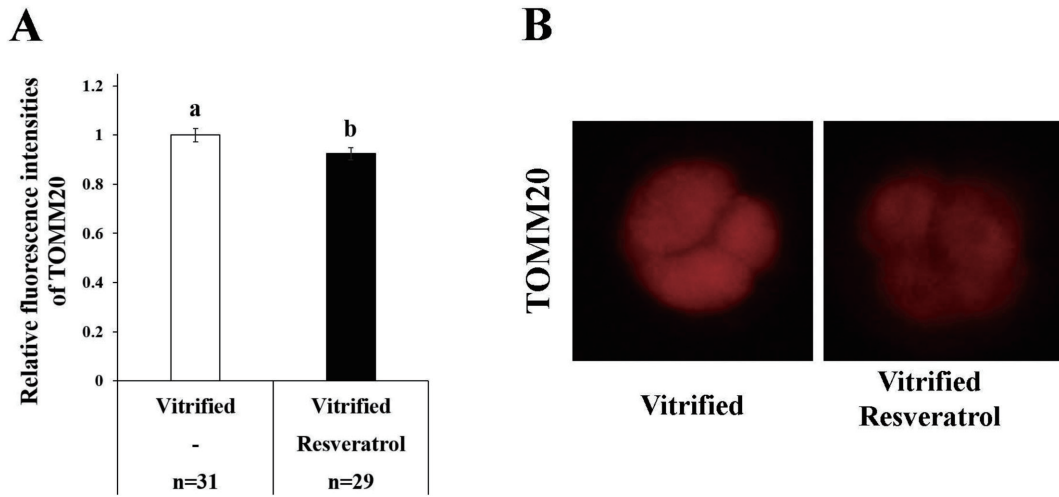 A
Relative fluorescence intensities
of TOMM20
1.2
1
0.8
0.6
0.4
0.2
0
a
b
Vitrified
Vitrified
-
Resveratrol
n=31
n=29
B
TOMM20
Vitrified
Vitrified
Resveratrol